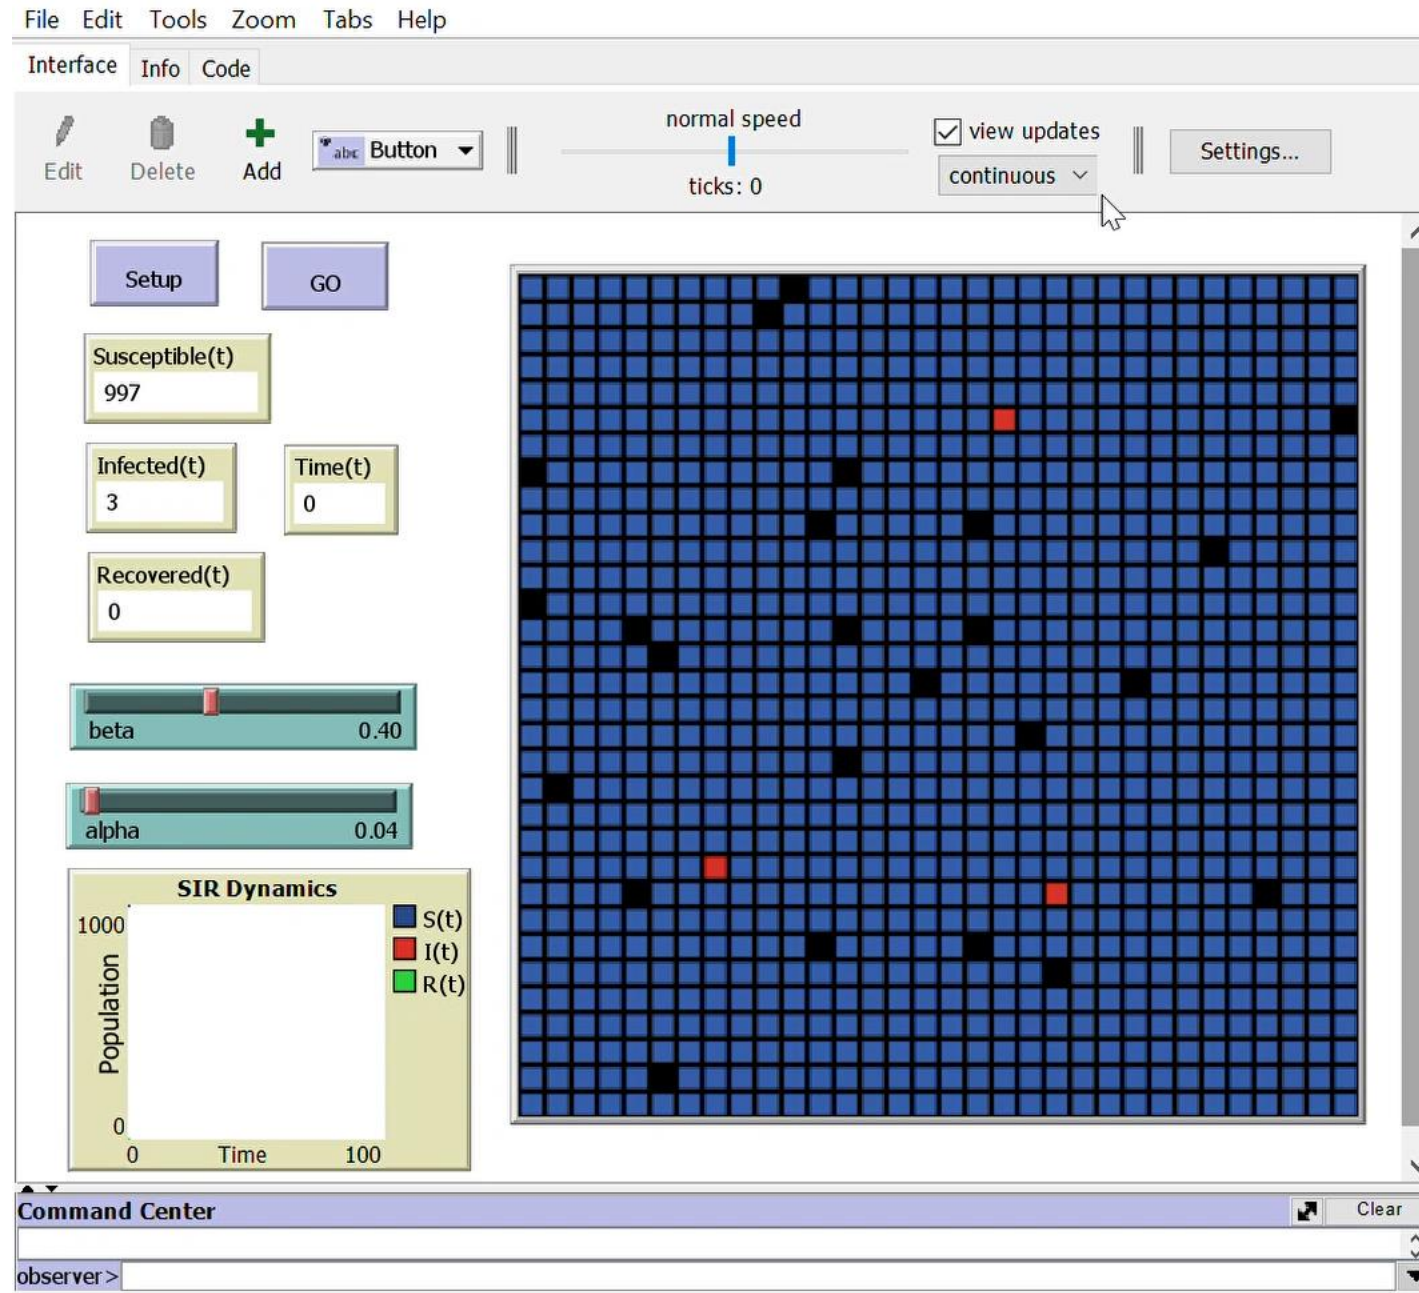 File Edit Tools Zoom Tabs Help
Interface Info Code
Edit Delete Add abc Button normal speed ticks: 0 view updates continuous Settings...
Setup GO
Susceptible(t)
997
Infected(t) Time(t)
3 0
Recovered(t)
0
beta 0.40
alpha 0.04
SIR Dynamics
1000
Population
0
0 Time 100
S(t)
I(t)
R(t)
Command Center Clear
observer>